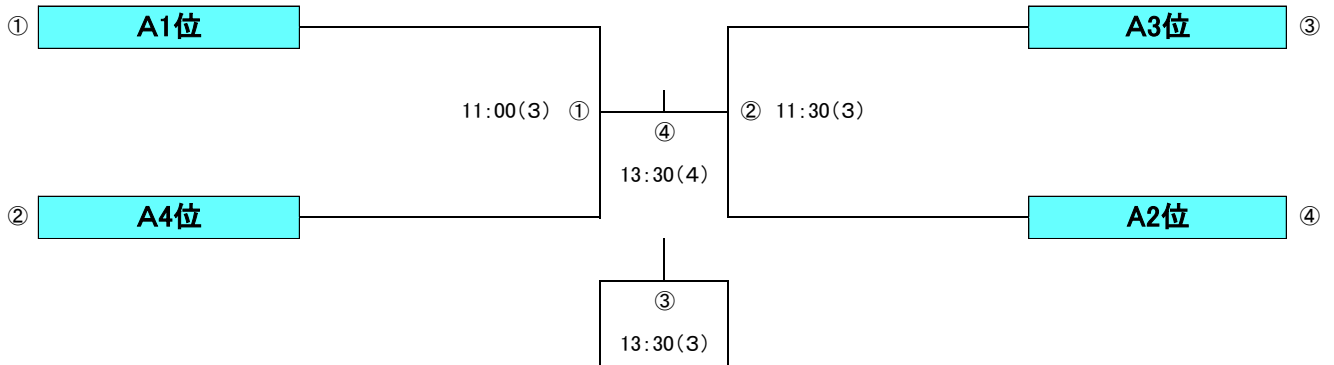 ① A1位 A3位 ③
11:00(3) ① ② 11:30(3)
④
13:30(4)
② A4位 A2位 ④
③
13:30(3)